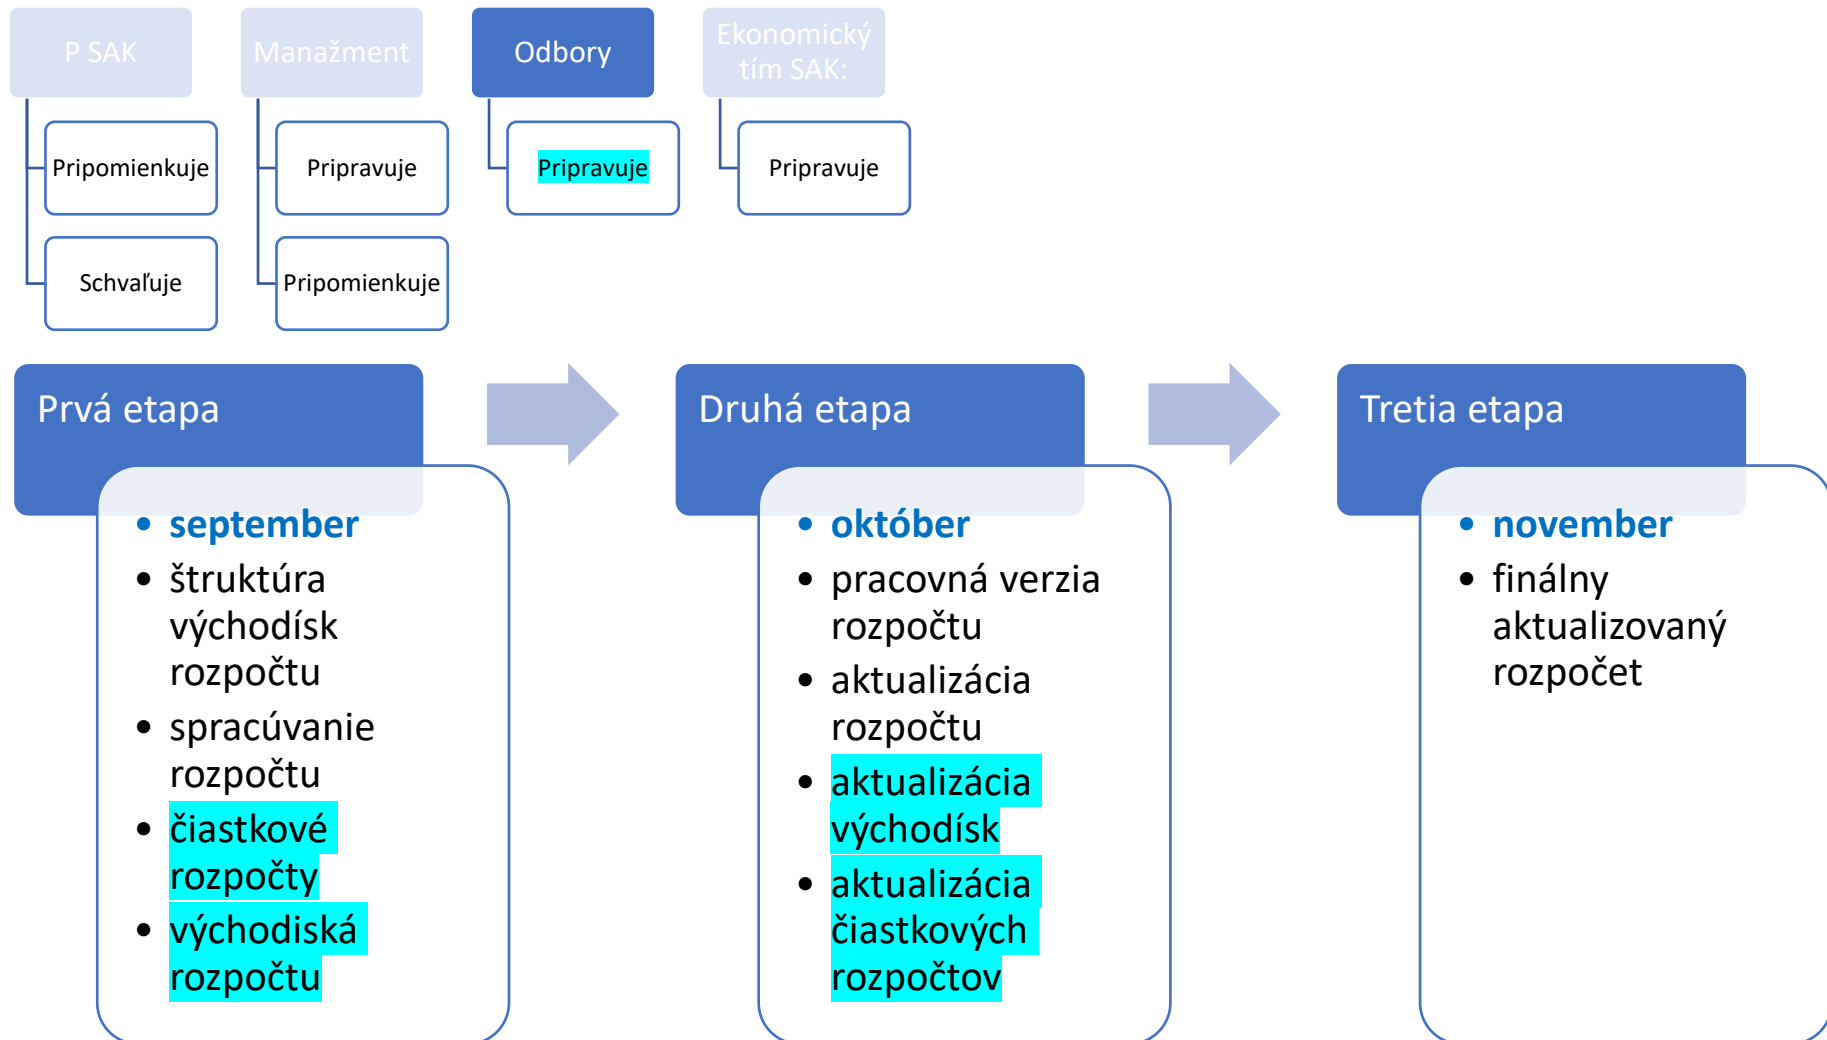 P SAK
Manažment
Odbory
Ekonomický
tím SAK:
Pripomienkuje
Pripravuje
Pripravuje
Pripravuje
Schvaľuje
Pripomienkuje
Prvá etapa
• september
• štruktúra
východísk
rozpočtu
• spracúvanie
rozpočtu
• čiastkové
rozpočty
• východiská
rozpočtu
Druhá etapa
• október
• pracovná verzia
rozpočtu
• aktualizácia
rozpočtu
• aktualizácia
východísk
• aktualizácia
čiastkových
rozpočtov
Tretia etapa
• november
• finálny
aktualizovaný
rozpočet